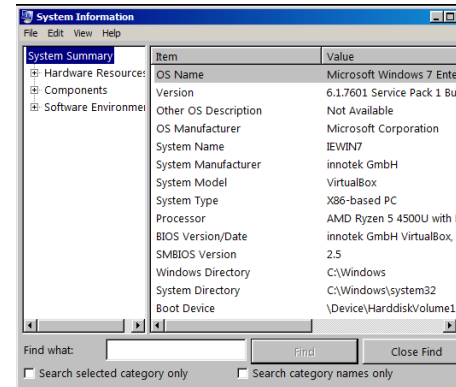 System Information
File Edit View Help
System Summary
Hardware Resources
Components
Software Environme
Item Value
OS Name Microsoft Windows 7 Ente
Version 6.1.7601 Service Pack 1 Bu
Other OS Description Not Available
OS Manufacturer Microsoft Corporation
System Name IEWIN7
System Manufacturer innotek GmbH
System Model VirtualBox
System Type X86-based PC
Processor AMD Ryzen 5 4500U with
BIOS Version/Date innotek GmbH VirtualBox,
SMBIOS Version 2.5
Windows Directory C:\Windows
System Directory C:\Windows\system32
Boot Device \Device\HarddiskVolume1
Find what: Find Close Find
Search selected category only Search category names only